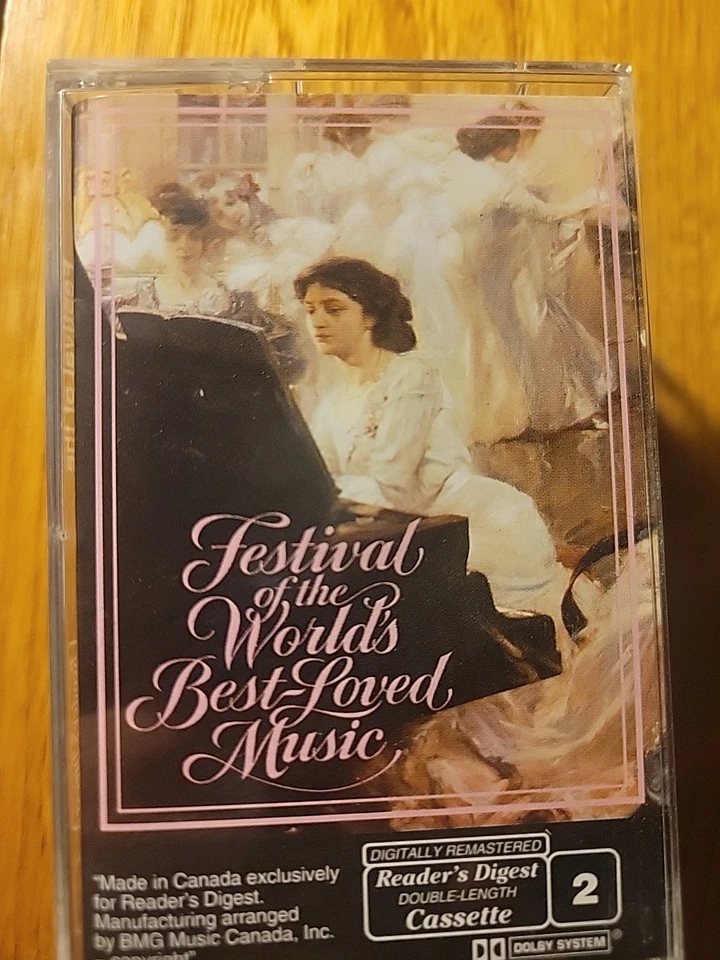 Festival
of the
World's
Best-Loved
Music
"Made in Canada exclusively
for Reader's Digest.
Manufacturing arranged
by BMG Music Canada, Inc.
copyright"
DIGITALLY REMASTERED
Reader's Digest
DOUBLE-LENGTH
Cassette
2
DOLBY SYSTEM®